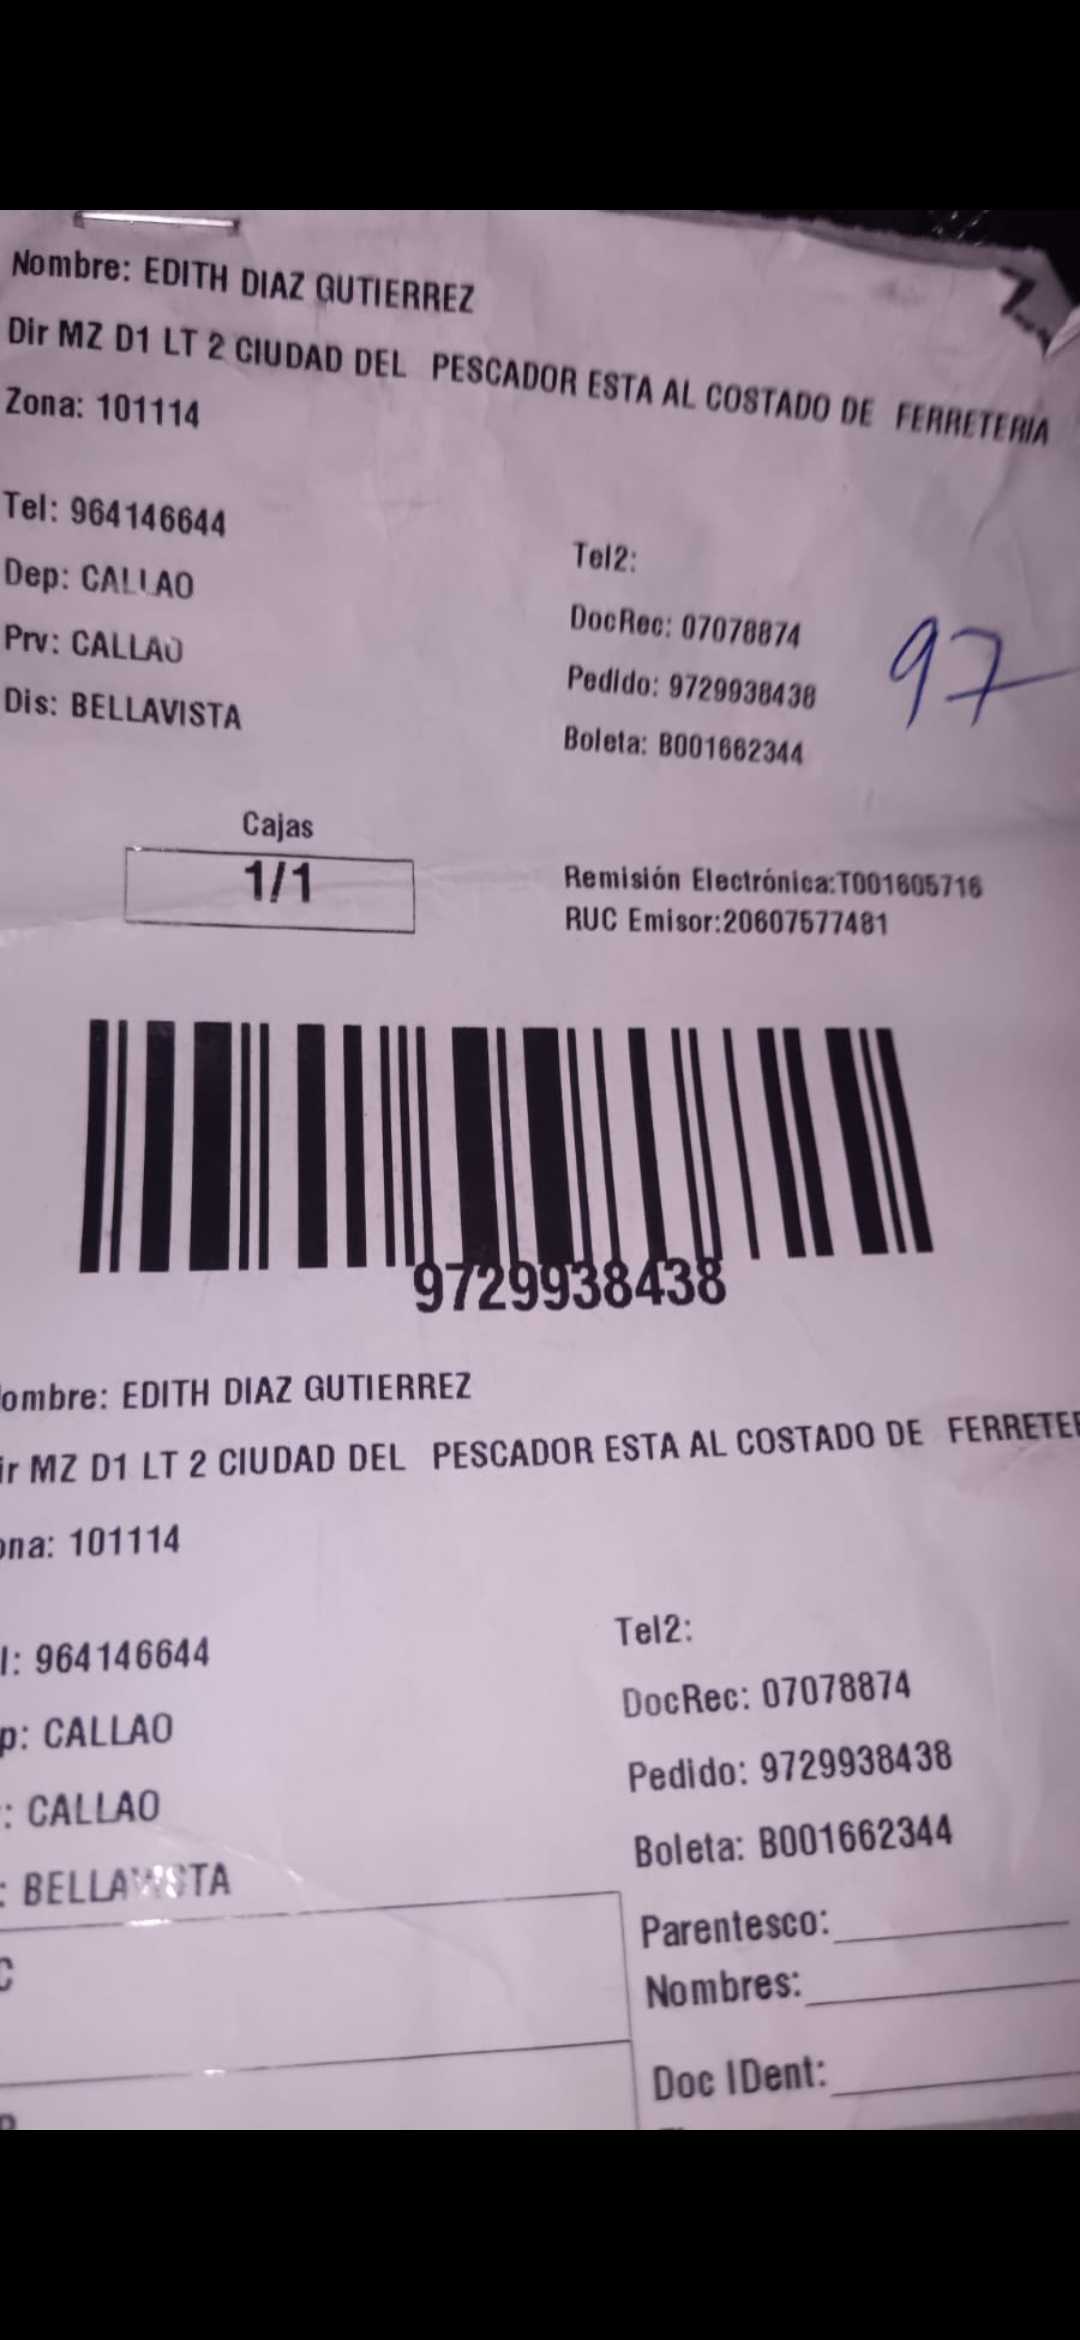 Nombre: EDITH DIAZ GUTIERREZ
Dir MZ D1 LT 2 CIUDAD DEL PESCADOR ESTA AL COSTADO DE FERRETERIA
Zona: 101114
Tel: 964146644
Tel2:
Dep: CALLAO
DocRec: 07078874
Prv: CALLAO
Pedido: 9729938438
97
Dis: BELLAVISTA
Boleta: B001662344
Cajas
1/1
Remisión Electrónica:T001605716
RUC Emisor:20607577481
9729938438
ombre: EDITH DIAZ GUTIERREZ
ir MZ D1 LT 2 CIUDAD DEL PESCADOR ESTA AL COSTADO DE FERRETER
ona: 101114
l: 964146644
Tel2:
p: CALLAO
DocRec: 07078874
: CALLAO
Pedido: 9729938438
: BELLAVISTA
Boleta: B001662344
Parentesco:
C
Nombres:
Doc IDent: